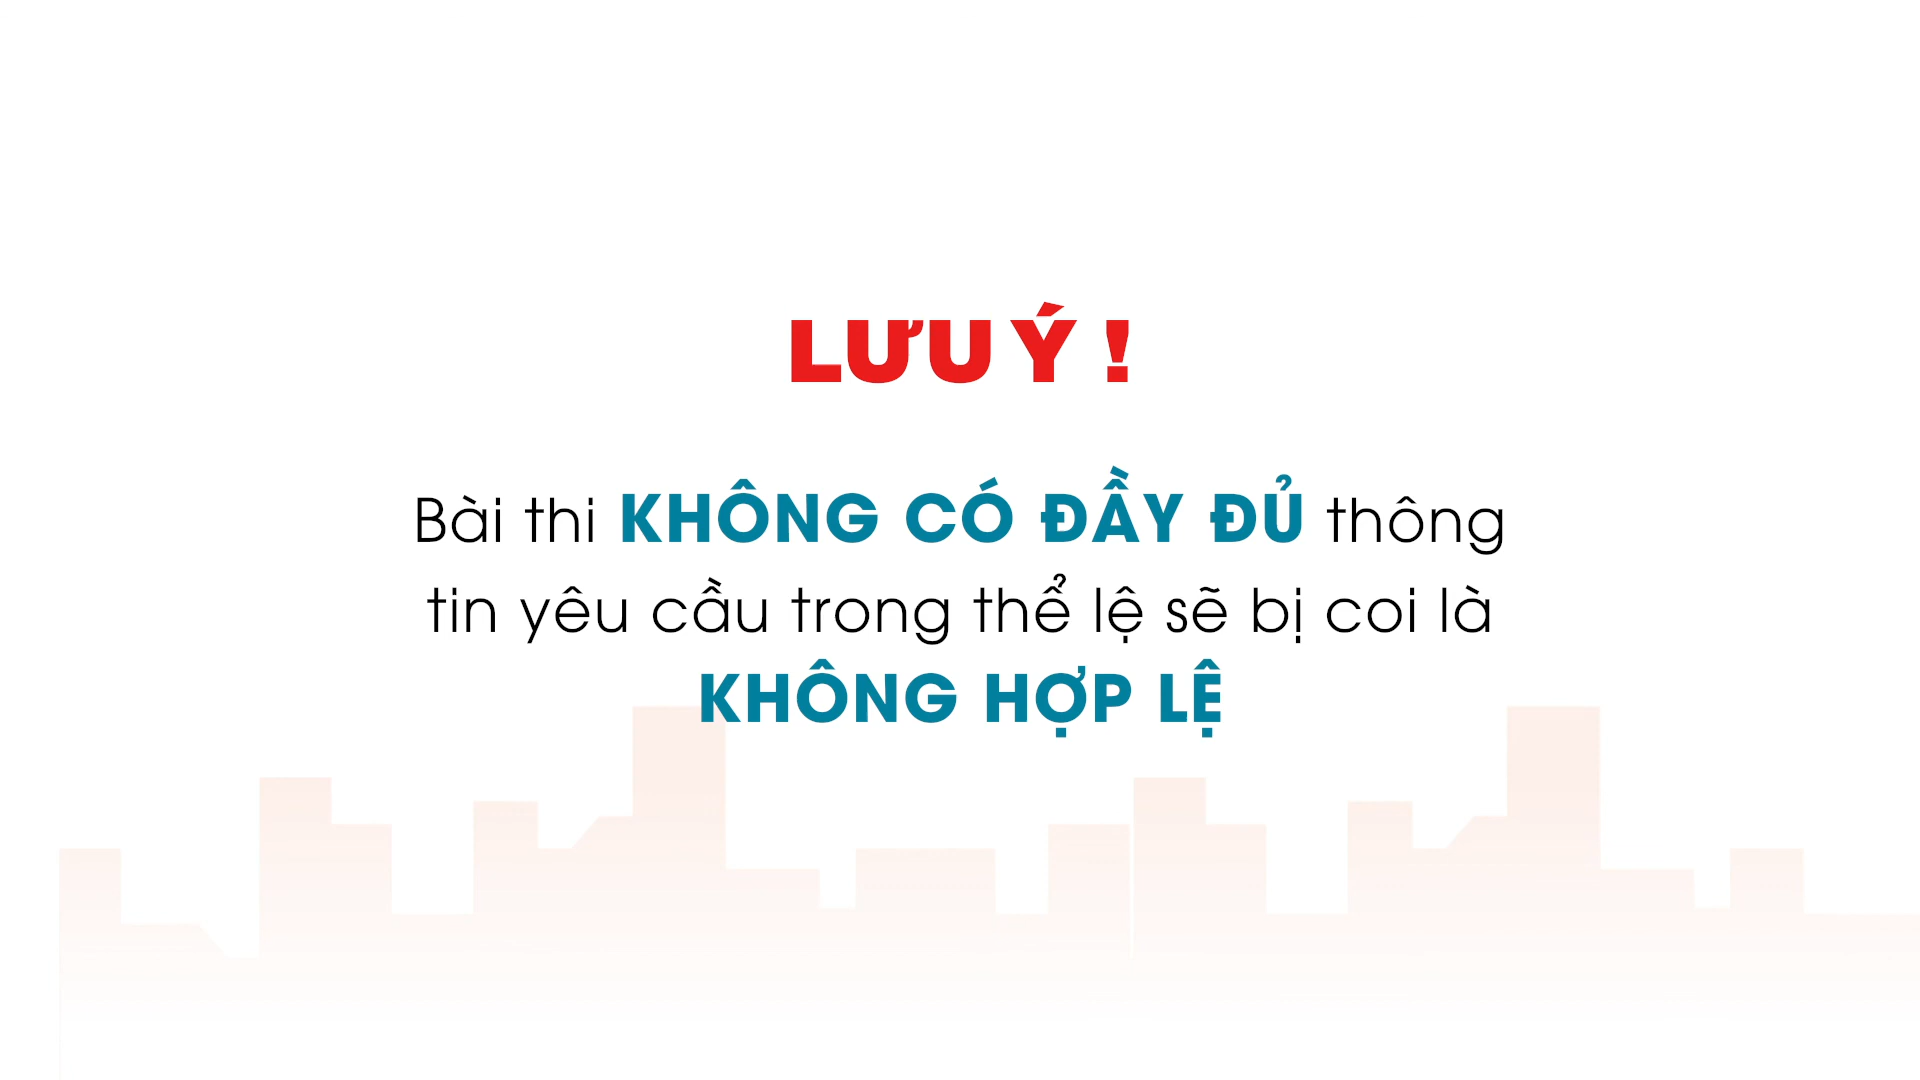 LƯU Ý !
Bài thi KHÔNG CÓ ĐẦY ĐỦ thông
tin yêu cầu trong thể lệ sẽ bị coi là
KHÔNG HỢP LỆ